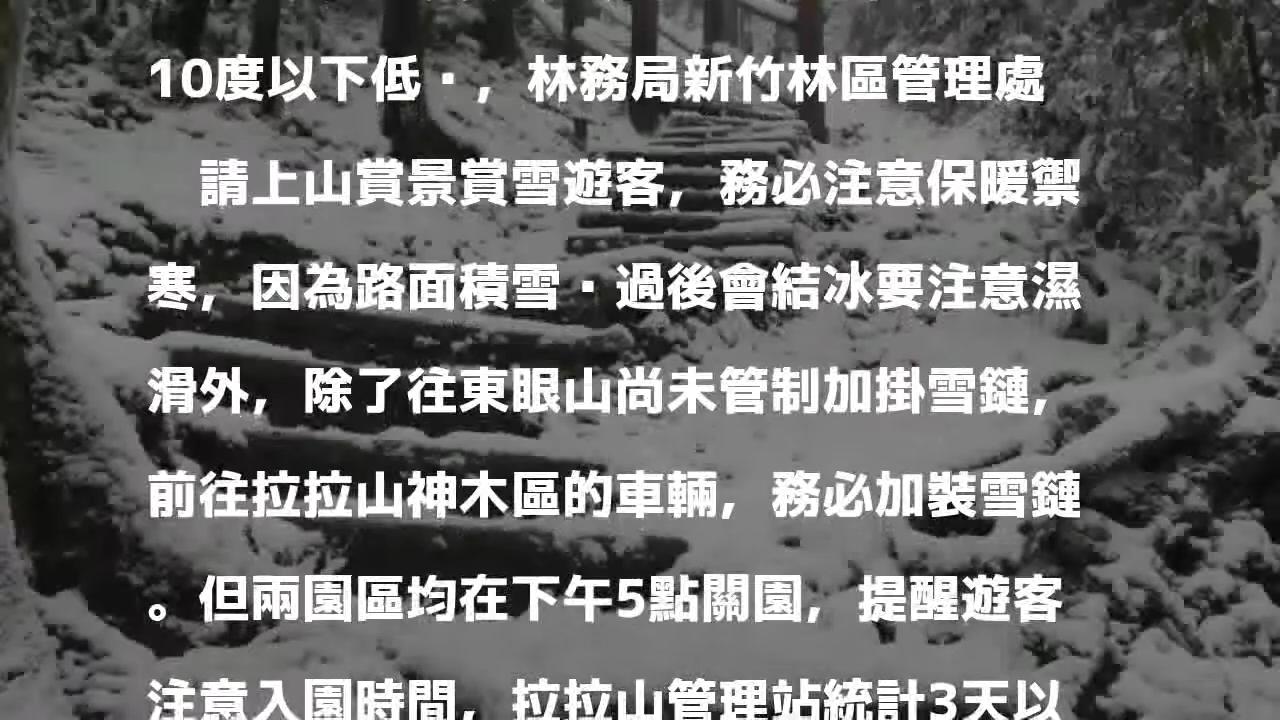 10度以下低▪，林務局新竹林區管理處
請上山賞景賞雪遊客，務必注意保暖禦
寒，因為路面積雪▪過後會結冰要注意濕
滑外，除了往東眼山尚未管制加掛雪鏈，
前往拉拉山神木區的車輛，務必加裝雪鏈
。但兩園區均在下午5點關園，提醒遊客
注意入園時間，拉拉山管理站統計3天以